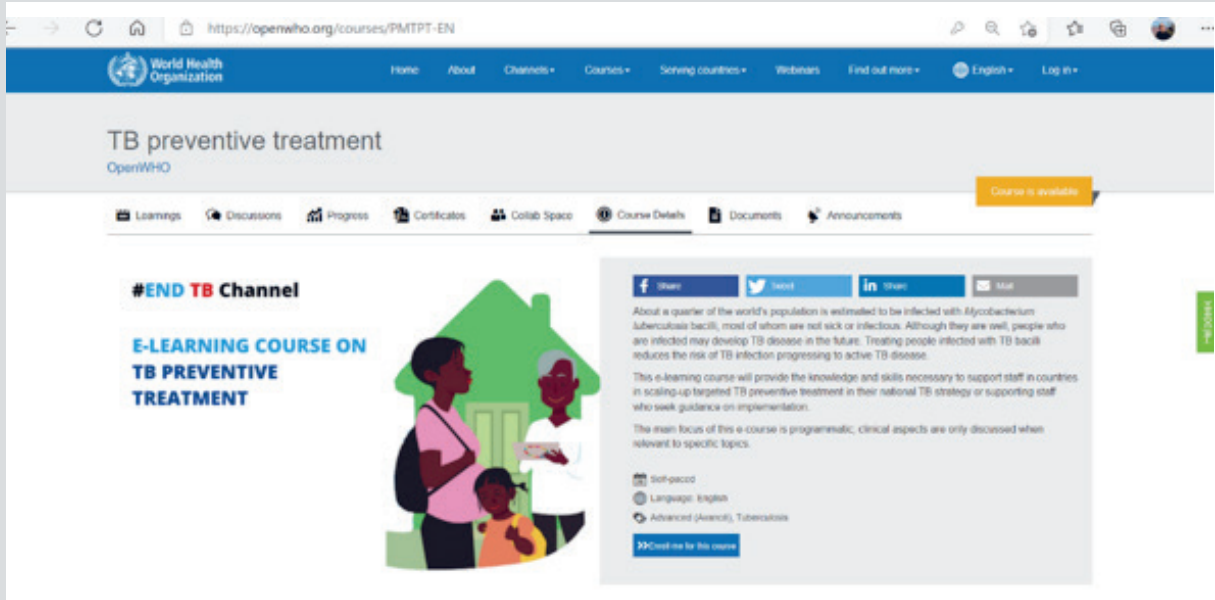 https://openwho.org/courses/PMTPT-EN
World Health
Organization
Home About Channels Courses Serving countries Webinars Find out more English Log in
TB preventive treatment
OpenWHO
Course is available
Learnings Discussions Progress Certificates Collab Space Course Details Documents Announcements
#END TB Channel
E-LEARNING COURSE ON
TB PREVENTIVE
TREATMENT
Share Tweet Share Mail
About a quarter of the world's population is estimated to be infected with Mycobacterium
tuberculosis bacilli, most of whom are not sick or infectious. Although they are well, people who
are infected may develop TB disease in the future. Treating people infected with TB bacilli
reduces the risk of TB infection progressing to active TB disease.
This e-learning course will provide the knowledge and skills necessary to support staff in countries
in scaling-up targeted TB preventive treatment in their national TB strategy or supporting staff
who seek guidance on implementation.
The main focus of this e-course is programmatic, clinical aspects are only discussed when
relevant to specific topics.
Self-paced
Language: English
Advanced (Avancé), Tuberculosis
Enroll me for this course